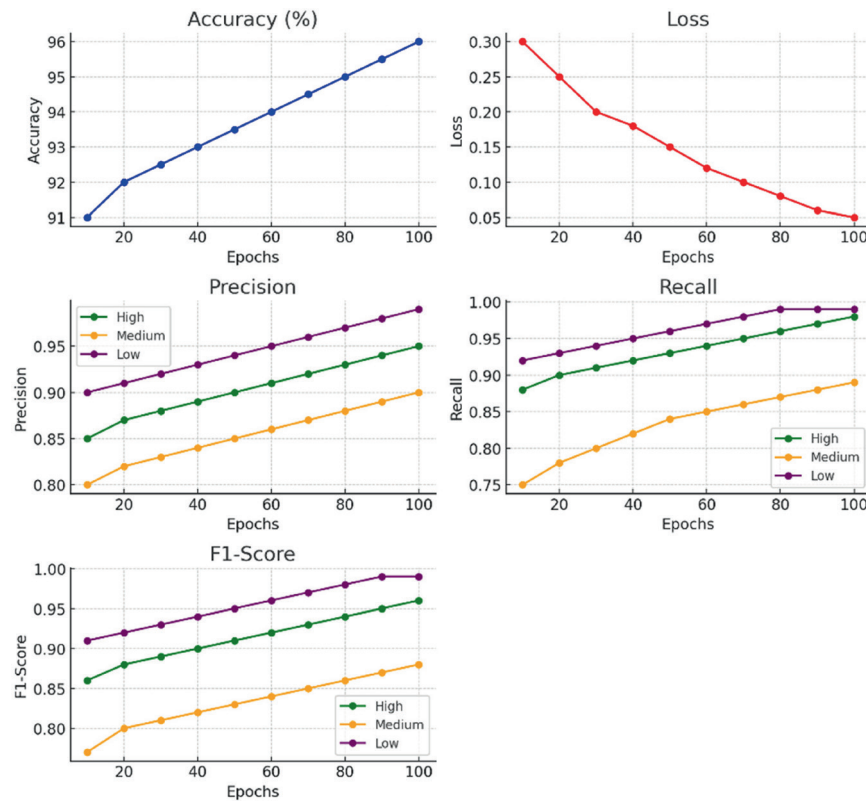 Accuracy (%)
96
95
94
93
92
91
Accuracy
20 40 60 80 100
Epochs
Loss
0.30
0.25
0.20
0.15
0.10
0.05
Loss
20 40 60 80 100
Epochs
Precision
High
Medium
Low
0.95
0.90
0.85
0.80
Precision
20 40 60 80 100
Epochs
Recall
1.00
0.95
0.90
0.85
0.80
0.75
Recall
High
Medium
Low
20 40 60 80 100
Epochs
F1-Score
1.00
0.95
0.90
0.85
0.80
F1-Score
High
Medium
Low
20 40 60 80 100
Epochs